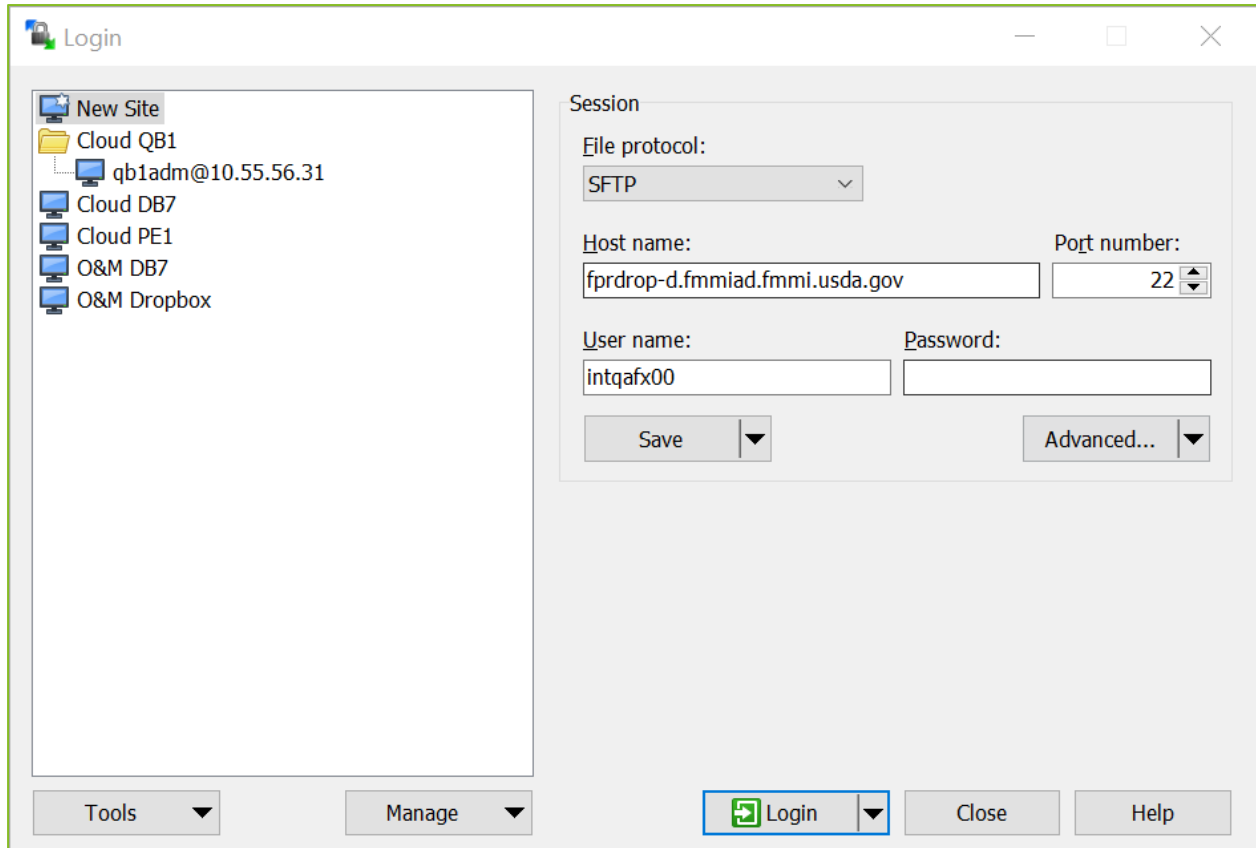 Login
New Site
Cloud QB1
qb1adm@10.55.56.31
Cloud DB7
Cloud PE1
O&M DB7
O&M Dropbox
Session
File protocol:
SFTP
Host name: Port number:
fprdrop-d.fmmiad.fmmi.usda.gov 22
User name: Password:
intqafx00
Save Advanced...
Tools Manage Login Close Help